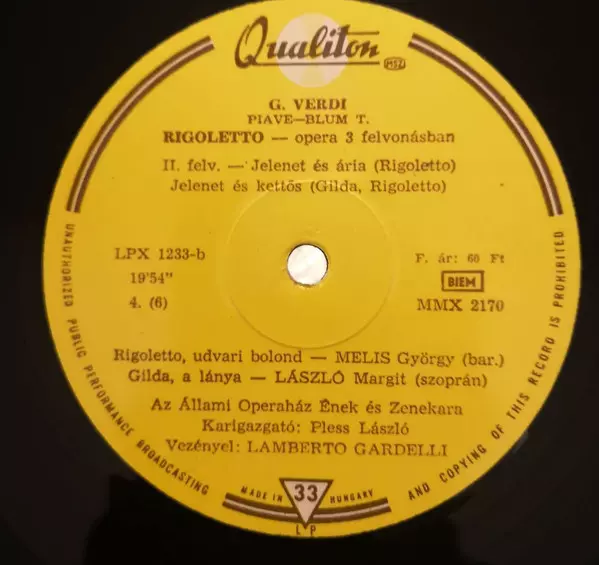 Qualiton
MSZ
G. VERDI
PIAVE—BLUM T.
RIGOLETTO — opera 3 felvonásban
II. felv. — Jelenet és ária (Rigoletto)
Jelenet és kettős (Gilda, Rigoletto)
LPX 1233-b
F. ár: 60 Ft
19'54"
BIEM
4. (6)
MMX 2170
Rigoletto, udvari bolond — MELIS György (bar.)
Gilda, a lánya — LÁSZLÓ Margit (szoprán)
Az Állami Operaház Ének és Zenekara
Karigazgató: Pless László
Vezényel: LAMBERTO GARDELLI
UNAUTHORIZED PUBLIC PERFORMANCE BROADCASTING AND COPYING OF THIS RECORD IS PROHIBITED
MADE IN HUNGARY
33
LP